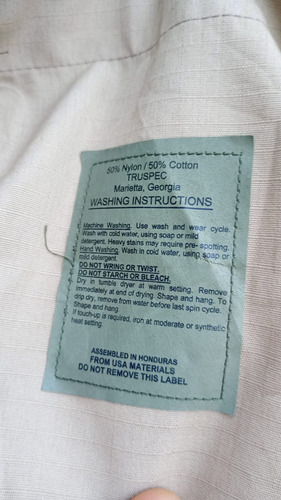 50% Nylon / 50% Cotton
TRUSPEC
Marietta, Georgia
WASHING INSTRUCTIONS
Machine Washing. Use wash and wear cycle.
Wash with cold water, using soap or mild
detergent. Heavy stains may require pre- spotting.
Hand Washing. Wash in cold water, using soap or
mild detergent.
DO NOT WRING OR TWIST.
DO NOT STARCH OR BLEACH.
Dry in tumble dryer at warm setting. Remove
immediately at end of drying. Shape and hang. To
drip dry, remove from water before last spin cycle.
Shape and hang
If touch-up is required, iron at moderate or synthetic
heat setting
ASSEMBLED IN HONDURAS
FROM USA MATERIALS
DO NOT REMOVE THIS LABEL